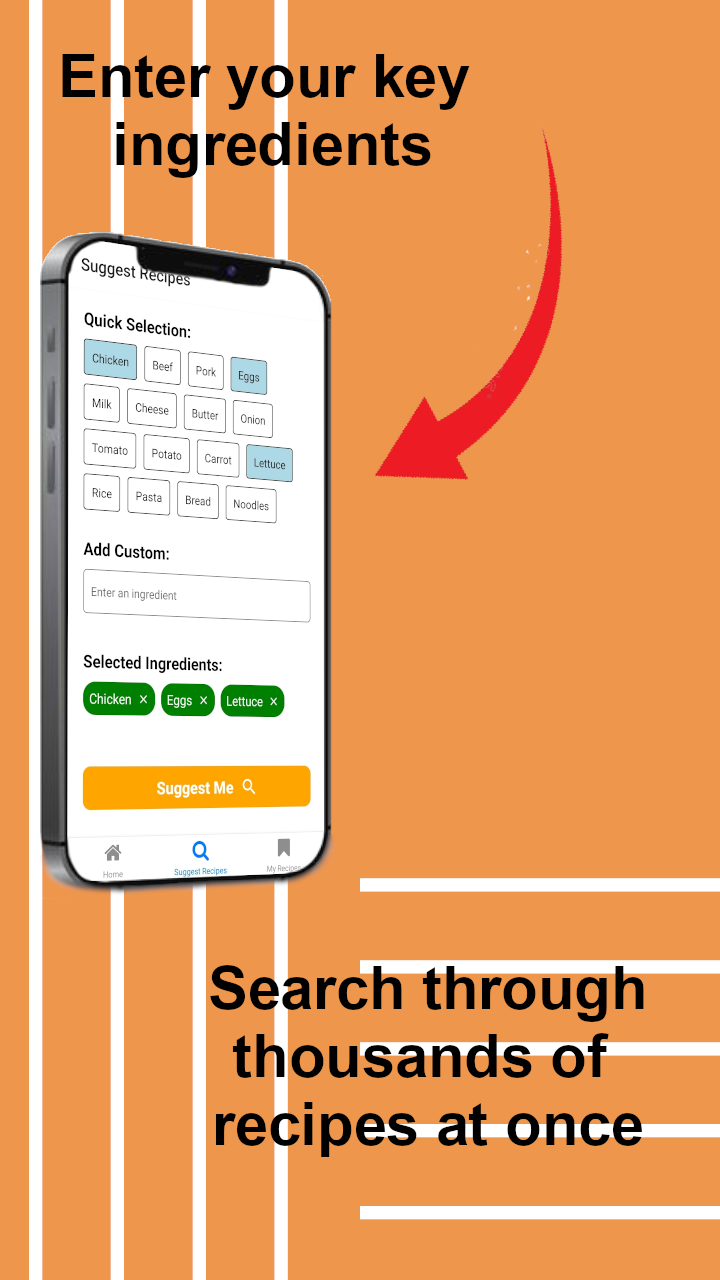 Enter your key
ingredients
Suggest Recipes
Quick Selection:
Chicken Beef Pork Eggs
Milk Cheese Butter Onion
Tomato Potato Carrot Lettuce
Rice Pasta Bread Noodles
Add Custom:
Enter an ingredient
Selected Ingredients:
Chicken × Eggs × Lettuce ×
Suggest Me
Home Suggest Recipes My Recipes
Search through
thousands of
recipes at once